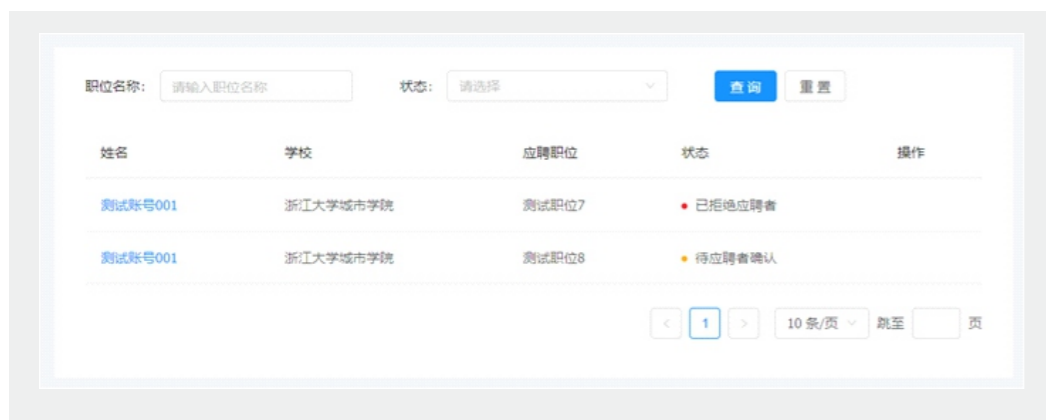 职位名称: 请输入职位名称 状态: 请选择 查询 重置
姓名 学校 应聘职位 状态 操作
测试账号001 浙江大学城市学院 测试职位7 已拒绝应聘者
测试账号001 浙江大学城市学院 测试职位8 待应聘者确认
< 1 > 10 条/页 跳至 页